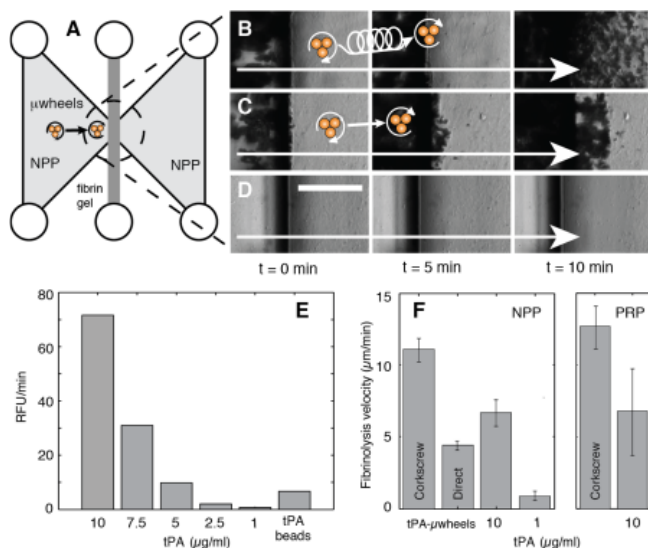 A
µwheels
NPP
NPP
fibrin
gel
B
C
D
t = 0 min
t = 5 min
t = 10 min
E
RFU/min
80
60
40
20
0
10
7.5
5
2.5
1
tPA
beads
tPA (µg/ml)
F
NPP
PRP
Fibrinolysis velocity (µm/min)
15
10
5
0
Corkscrew
Direct
tPA-µwheels
10
1
Corkscrew
10
tPA (µg/ml)